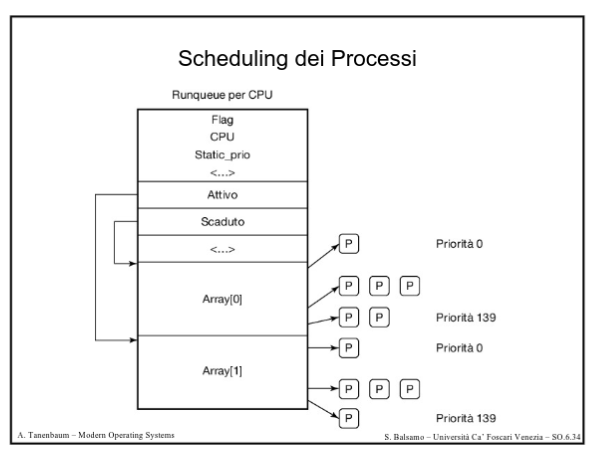 Scheduling dei Processi
Runqueue per CPU
Flag
CPU
Static_prio
<...>
Attivo
Scaduto
<...>
P Priorità 0
Array[0]
P P P
P P Priorità 139
P Priorità 0
Array[1]
P P P
P Priorità 139
A. Tanenbaum – Modern Operating Systems
S. Balsamo – Università Ca’ Foscari Venezia – SO.6.34